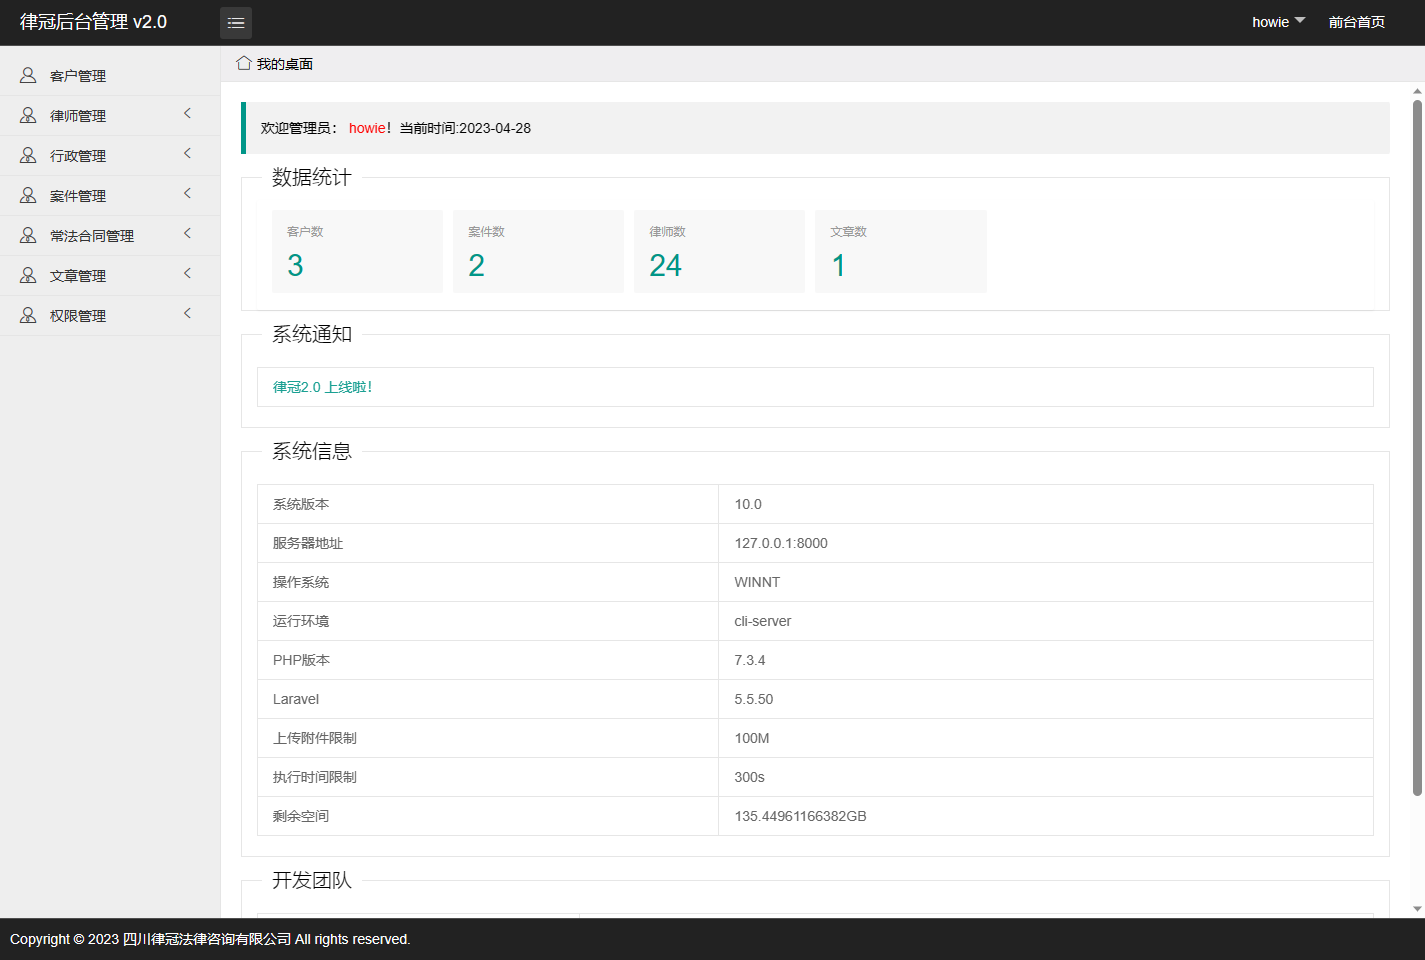 律冠后台管理 v2.0
howie
前台首页
客户管理
律师管理
行政管理
案件管理
常法合同管理
文章管理
权限管理
我的桌面
欢迎管理员： howie！当前时间:2023-04-28
数据统计
客户数
3
案件数
2
律师数
24
文章数
1
系统通知
律冠2.0 上线啦！
系统信息
系统版本 10.0
服务器地址 127.0.0.1:8000
操作系统 WINNT
运行环境 cli-server
PHP版本 7.3.4
Laravel 5.5.50
上传附件限制 100M
执行时间限制 300s
剩余空间 135.44961166382GB
开发团队
Copyright © 2023 四川律冠法律咨询有限公司 All rights reserved.